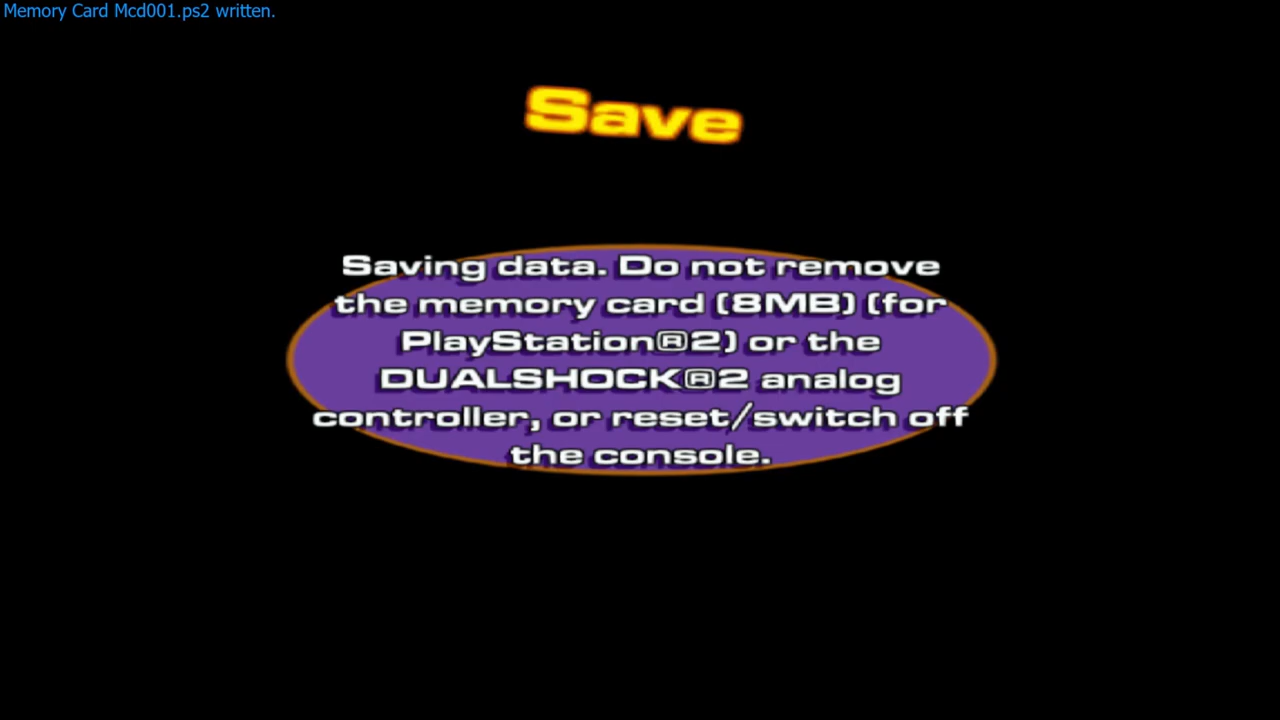 Memory Card Mcd001.ps2 written.
Save
Saving data. Do not remove
the memory card (8MB) (for
PlayStation®2) or the
DUALSHOCK®2 analog
controller, or reset/switch off
the console.